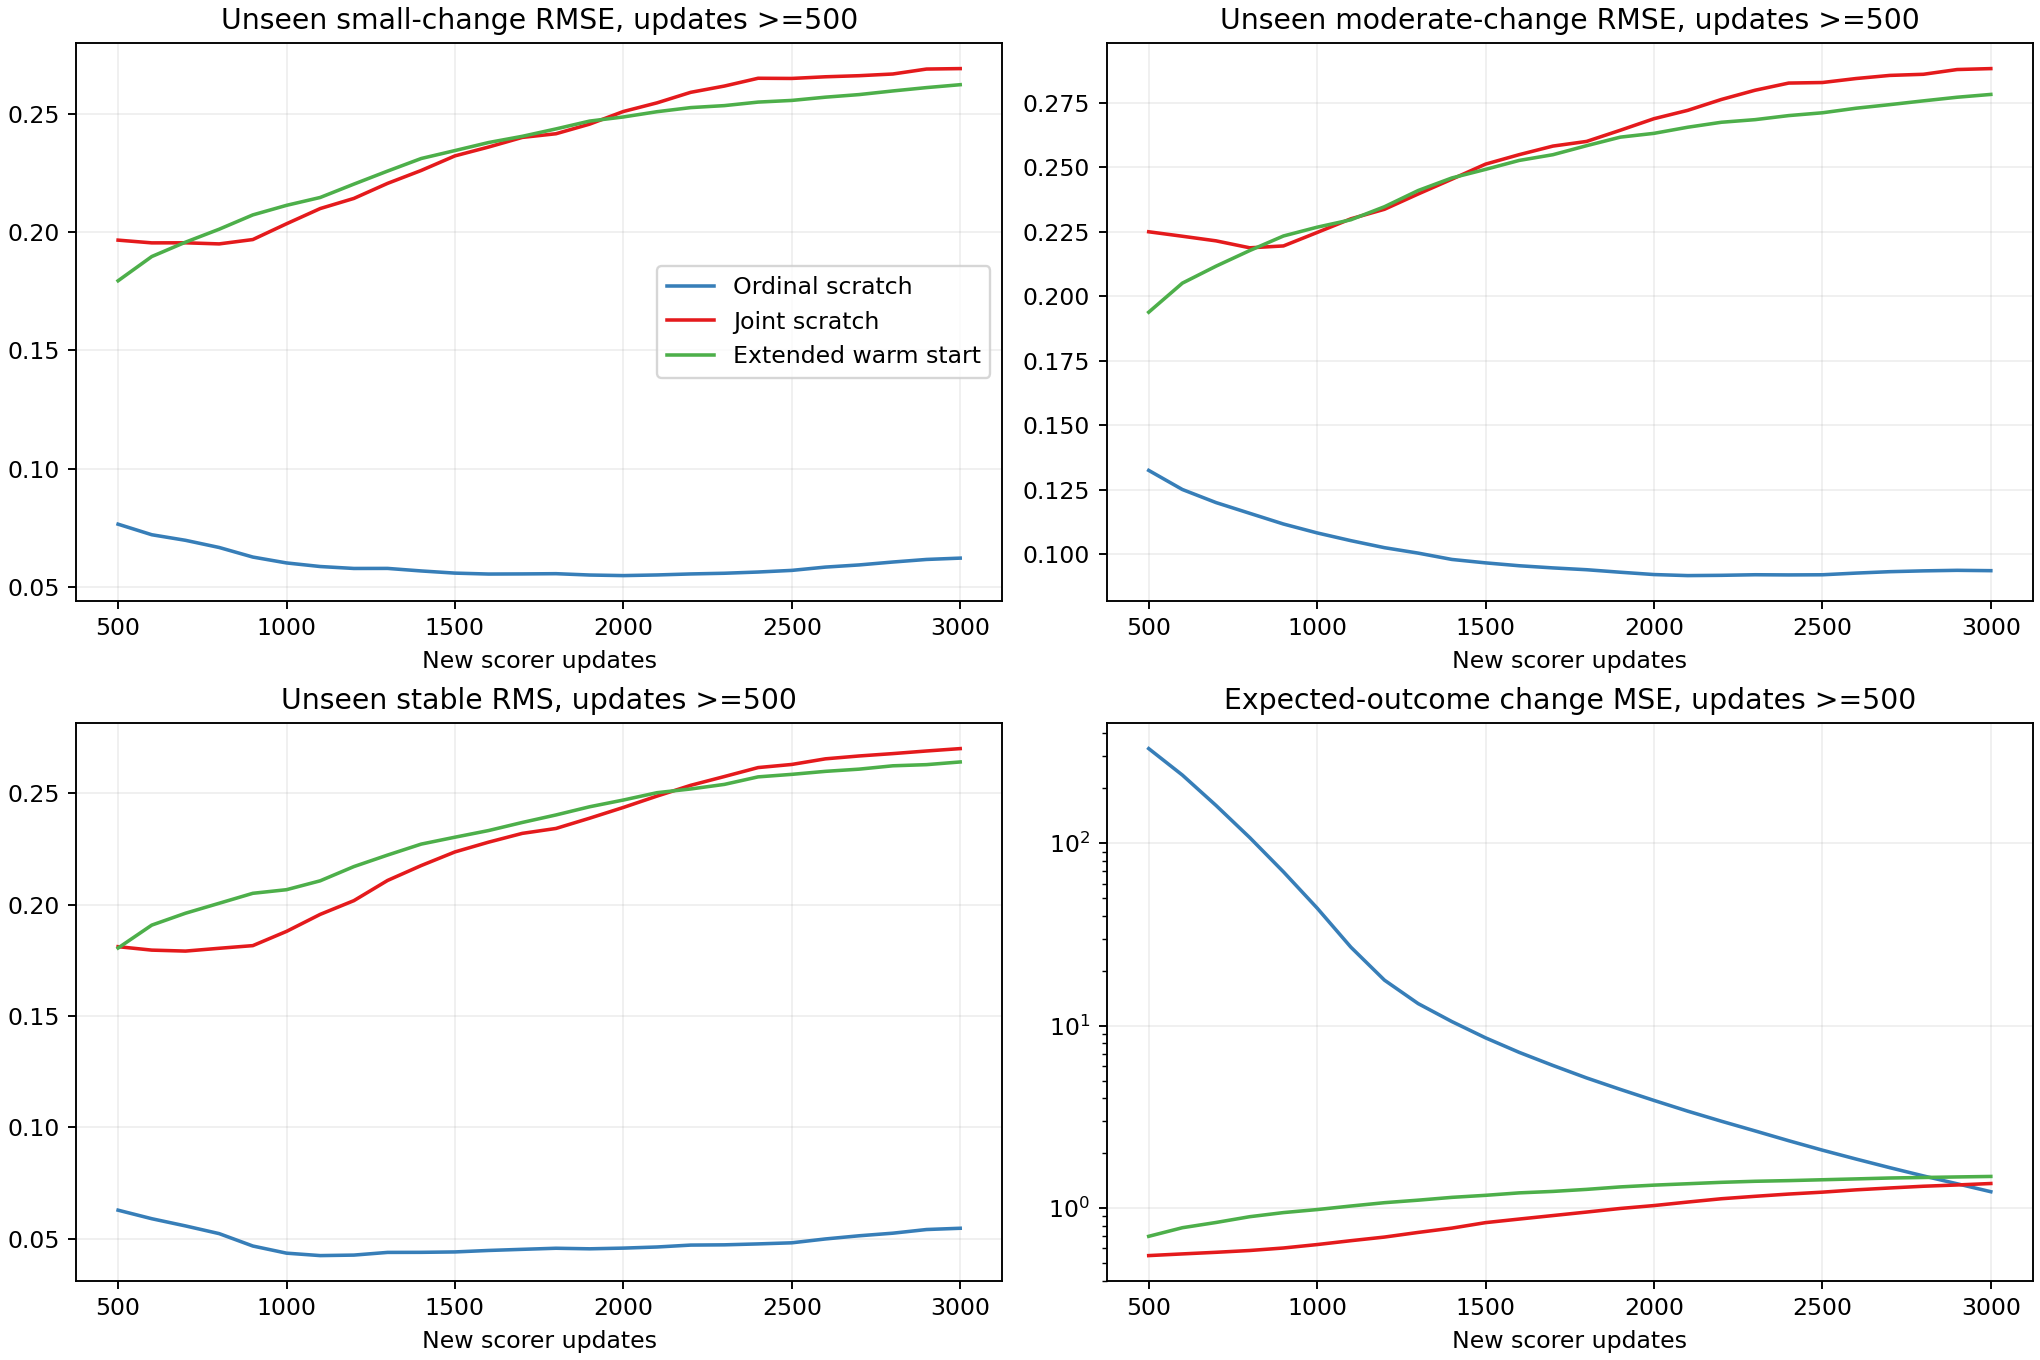 Unseen small-change RMSE, updates >=500
0.25
0.20
0.15
0.10
0.05
Ordinal scratch
Joint scratch
Extended warm start
500 1000 1500 2000 2500 3000
New scorer updates
Unseen moderate-change RMSE, updates >=500
0.275
0.250
0.225
0.200
0.175
0.150
0.125
0.100
500 1000 1500 2000 2500 3000
New scorer updates
Unseen stable RMS, updates >=500
0.25
0.20
0.15
0.10
0.05
500 1000 1500 2000 2500 3000
New scorer updates
Expected-outcome change MSE, updates >=500
10²
10¹
10⁰
500 1000 1500 2000 2500 3000
New scorer updates